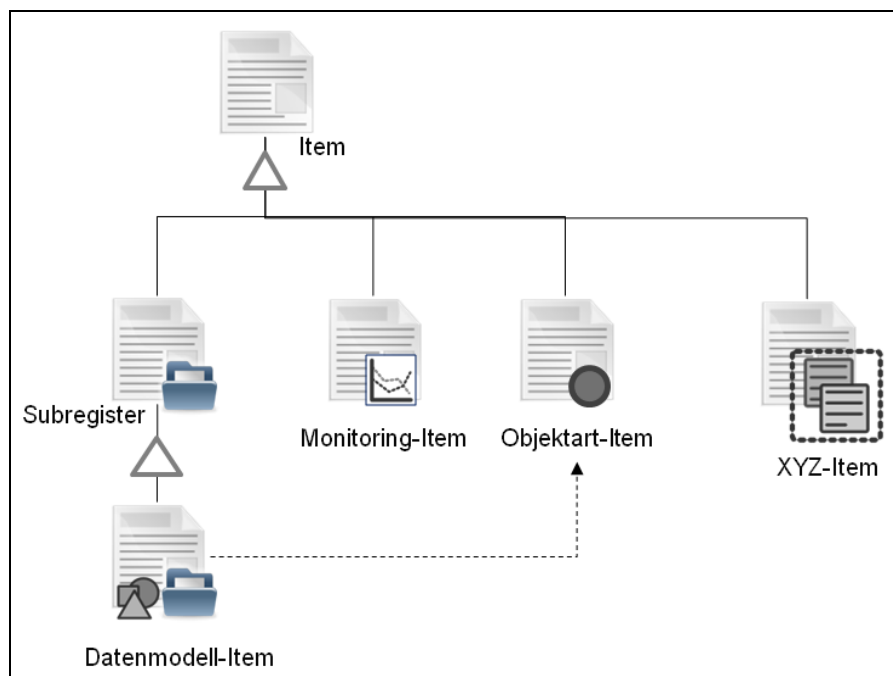 Item
Subregister
Monitoring-Item
Objektart-Item
XYZ-Item
Datenmodell-Item